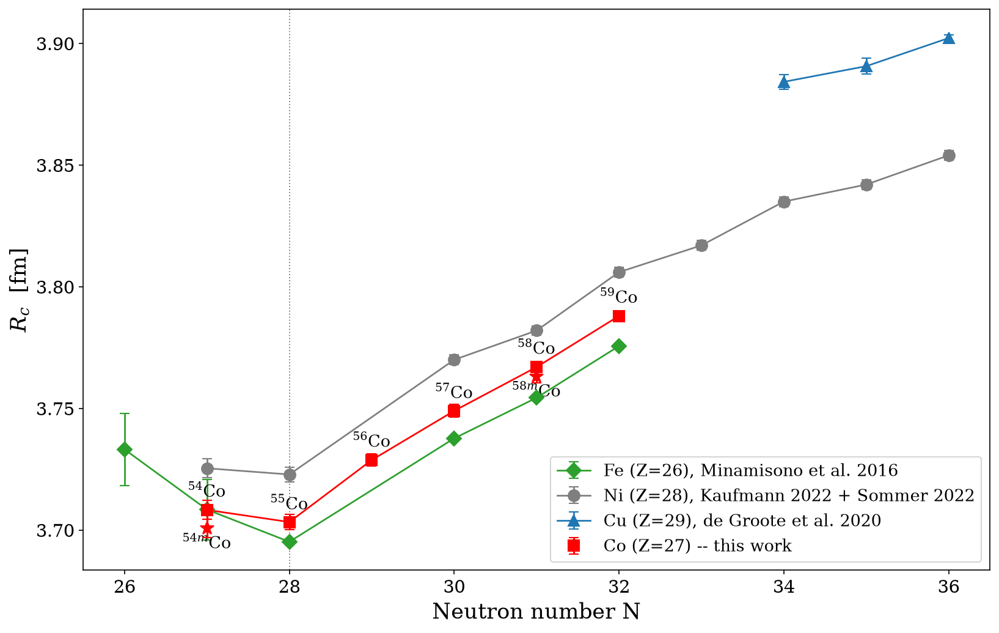 3.90
3.85
3.80
3.75
3.70
R_c [fm]
⁵⁹Co
⁵⁸Co
⁵⁸ᵐCo
⁵⁷Co
⁵⁶Co
⁵⁴Co
⁵⁵Co
⁵⁴ᵐCo
Fe (Z=26), Minamisono et al. 2016
Ni (Z=28), Kaufmann 2022 + Sommer 2022
Cu (Z=29), de Groote et al. 2020
Co (Z=27) -- this work
26 28 30 32 34 36
Neutron number N